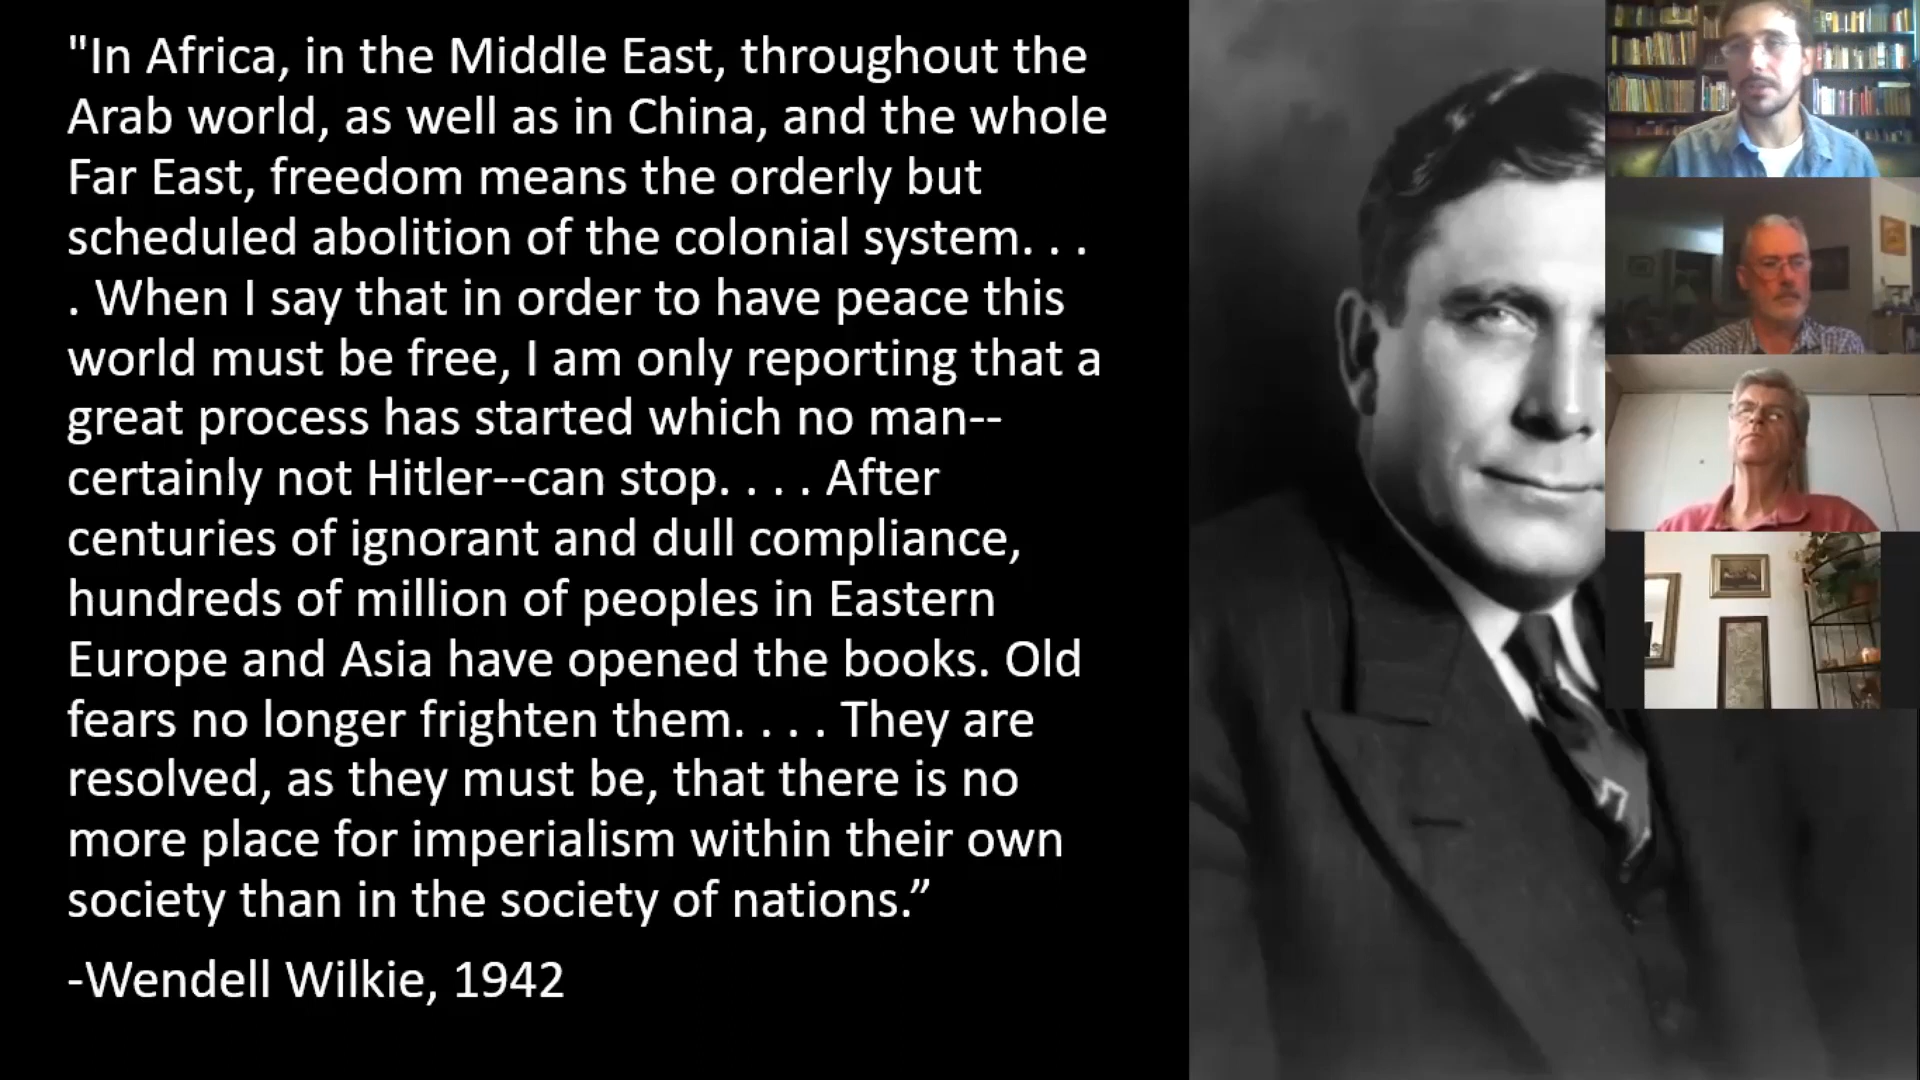 "In Africa, in the Middle East, throughout the
Arab world, as well as in China, and the whole
Far East, freedom means the orderly but
scheduled abolition of the colonial system. . .
. When I say that in order to have peace this
world must be free, I am only reporting that a
great process has started which no man--
certainly not Hitler--can stop. . . . After
centuries of ignorant and dull compliance,
hundreds of million of peoples in Eastern
Europe and Asia have opened the books. Old
fears no longer frighten them. . . . They are
resolved, as they must be, that there is no
more place for imperialism within their own
society than in the society of nations.”
-Wendell Wilkie, 1942